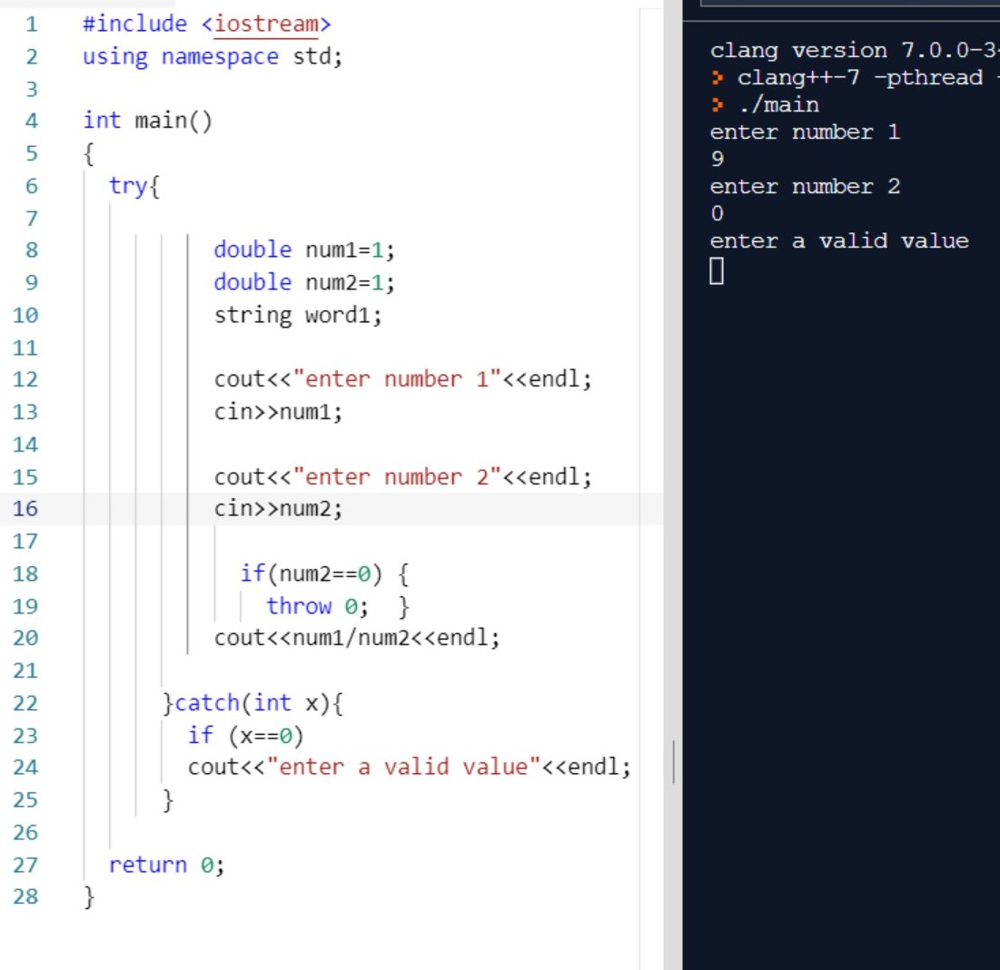 1 #include <iostream>
2 using namespace std;
3
4 int main()
5 {
6 try{
7
8 double num1=1;
9 double num2=1;
10 string word1;
11
12 cout<<"enter number 1"<<endl;
13 cin>>num1;
14
15 cout<<"enter number 2"<<endl;
16 cin>>num2;
17
18 if(num2==0) {
19 throw 0; }
20 cout<<num1/num2<<endl;
21
22 }catch(int x){
23 if (x==0)
24 cout<<"enter a valid value"<<endl;
25 }
26
27 return 0;
28 }
clang version 7.0.0-3
> clang++-7 -pthread -
> ./main
enter number 1
9
enter number 2
0
enter a valid value